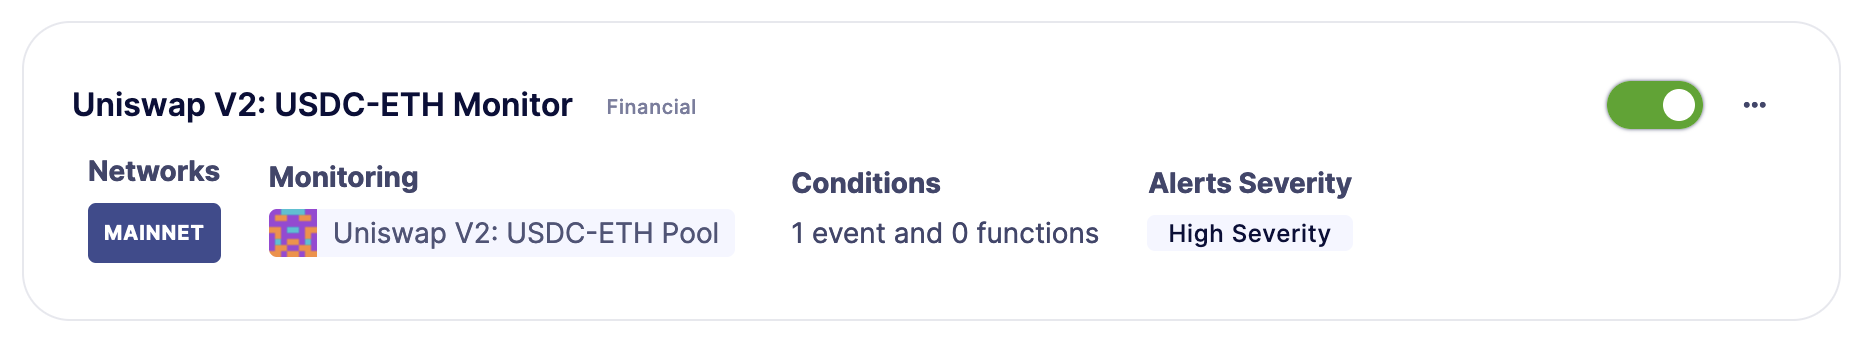 Uniswap V2: USDC-ETH Monitor Financial
Networks Monitoring Conditions Alerts Severity
MAINNET Uniswap V2: USDC-ETH Pool 1 event and 0 functions High Severity